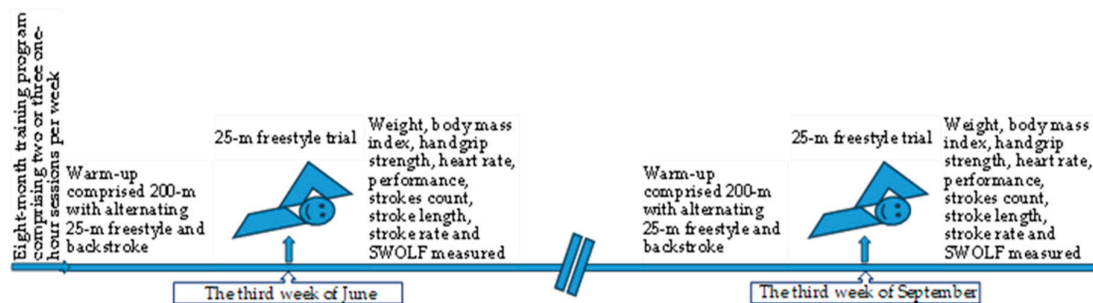 Eight-month training program
comprising two or three one-
hour sessions per week
Warm-up
comprised 200-m
with alternating
25-m freestyle and
backstroke
25-m freestyle trial
Weight, body mass
index, handgrip
strength, heart rate,
performance,
strokes count,
stroke length,
stroke rate and
SWOLF measured
The third week of June
Warm-up
comprised 200-m
with alternating
25-m freestyle and
backstroke
25-m freestyle trial
Weight, body mass
index, handgrip
strength, heart rate,
performance,
strokes count,
stroke length,
stroke rate and
SWOLF measured
The third week of September